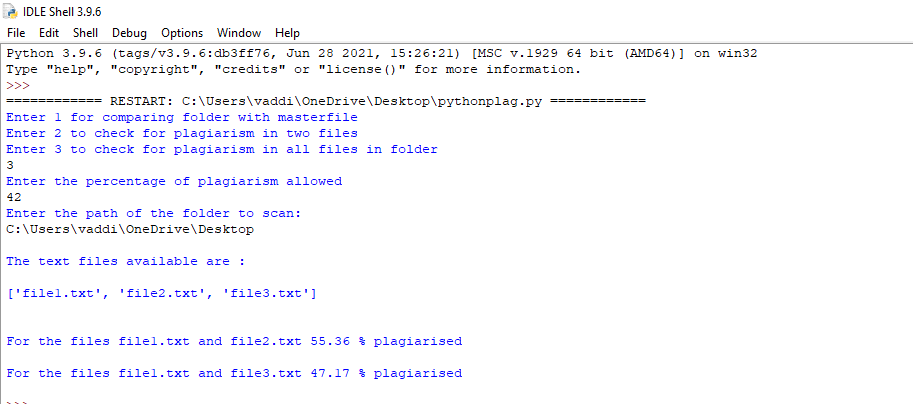 IDLE Shell 3.9.6
File Edit Shell Debug Options Window Help
Python 3.9.6 (tags/v3.9.6:db3ff76, Jun 28 2021, 15:26:21) [MSC v.1929 64 bit (AMD64)] on win32
Type "help", "copyright", "credits" or "license()" for more information.
>>>
============ RESTART: C:\Users\vaddi\OneDrive\Desktop\pythonplag.py ============
Enter 1 for comparing folder with masterfile
Enter 2 to check for plagiarism in two files
Enter 3 to check for plagiarism in all files in folder
3
Enter the percentage of plagiarism allowed
42
Enter the path of the folder to scan:
C:\Users\vaddi\OneDrive\Desktop
The text files available are :
['file1.txt', 'file2.txt', 'file3.txt']
For the files file1.txt and file2.txt 55.36 % plagiarised
For the files file1.txt and file3.txt 47.17 % plagiarised
>>>